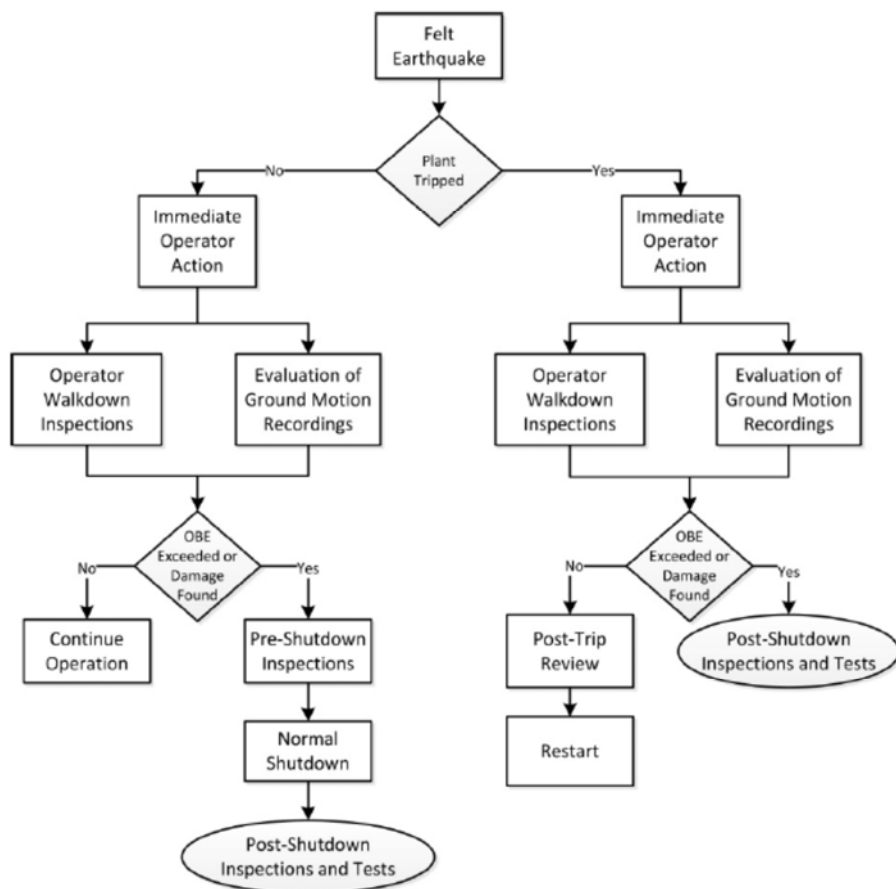 Felt
Earthquake
Plant
Tripped
No
Yes
Immediate
Operator
Action
Immediate
Operator
Action
Operator
Walkdown
Inspections
Evaluation of
Ground Motion
Recordings
Operator
Walkdown
Inspections
Evaluation of
Ground Motion
Recordings
OBE
Exceeded or
Damage
Found
No
Yes
OBE
Exceeded or
Damage
Found
No
Yes
Continue
Operation
Pre-Shutdown
Inspections
Post-Trip
Review
Post-Shutdown
Inspections and Tests
Normal
Shutdown
Restart
Post-Shutdown
Inspections and Tests